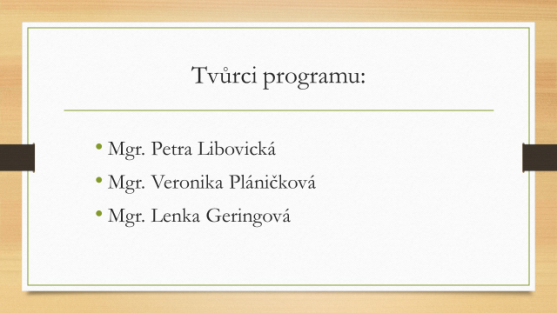 Tvůrci programu:
• Mgr. Petra Libovická
• Mgr. Veronika Pláničková
• Mgr. Lenka Geringová